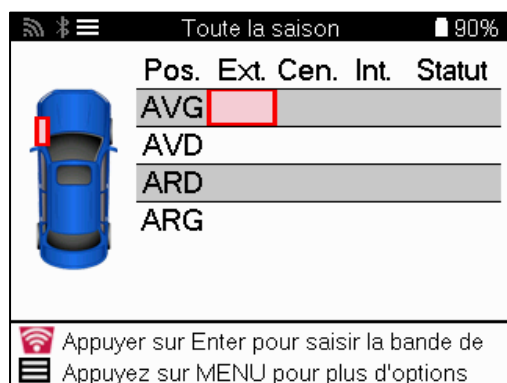 Toute la saison 90%
Pos. Ext. Cen. Int. Statut
AVG
AVD
ARD
ARG
Appuyer sur Enter pour saisir la bande de
Appuyez sur MENU pour plus d'options